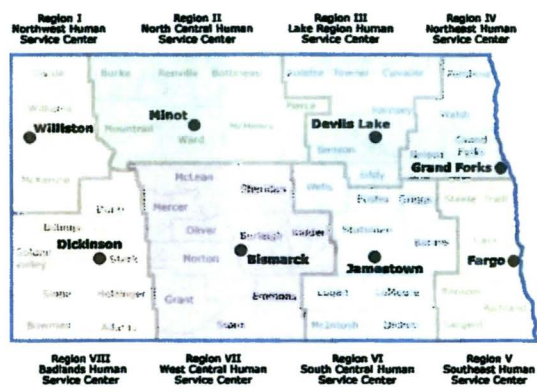 Region I
Northwest Human
Service Center
Region II
North Central Human
Service Center
Region III
Lake Region Human
Service Center
Region IV
Northeast Human
Service Center
Burke Renville Bottineau
Towner Cavalier
Pierce
Ramsey
Walsh
Williams
Williston
Minot
Mountrail
Ward
McHenry
Devils Lake
Benson
Eddy
Nelson
Grand
Forks
Grand Forks
McKenzie
McLean
Sheridan
Wells
Foster Griggs
Steele Traill
Dunn
Mercer
Billings
Oliver
Burleigh Kidder
Stutsman
Barnes
Cass
Golden
Valley
Dickinson
Stark
Morton
Bismarck
Jamestown
Fargo
Slope Hettinger
Grant
Emmons
Logan LaMoure
Ransom
Richland
Bowman Adams
Sioux
McIntosh Dickey
Sargent
Region VIII
Badlands Human
Service Center
Region VII
West Central Human
Service Center
Region VI
South Central Human
Service Center
Region V
Southeast Human
Service Center